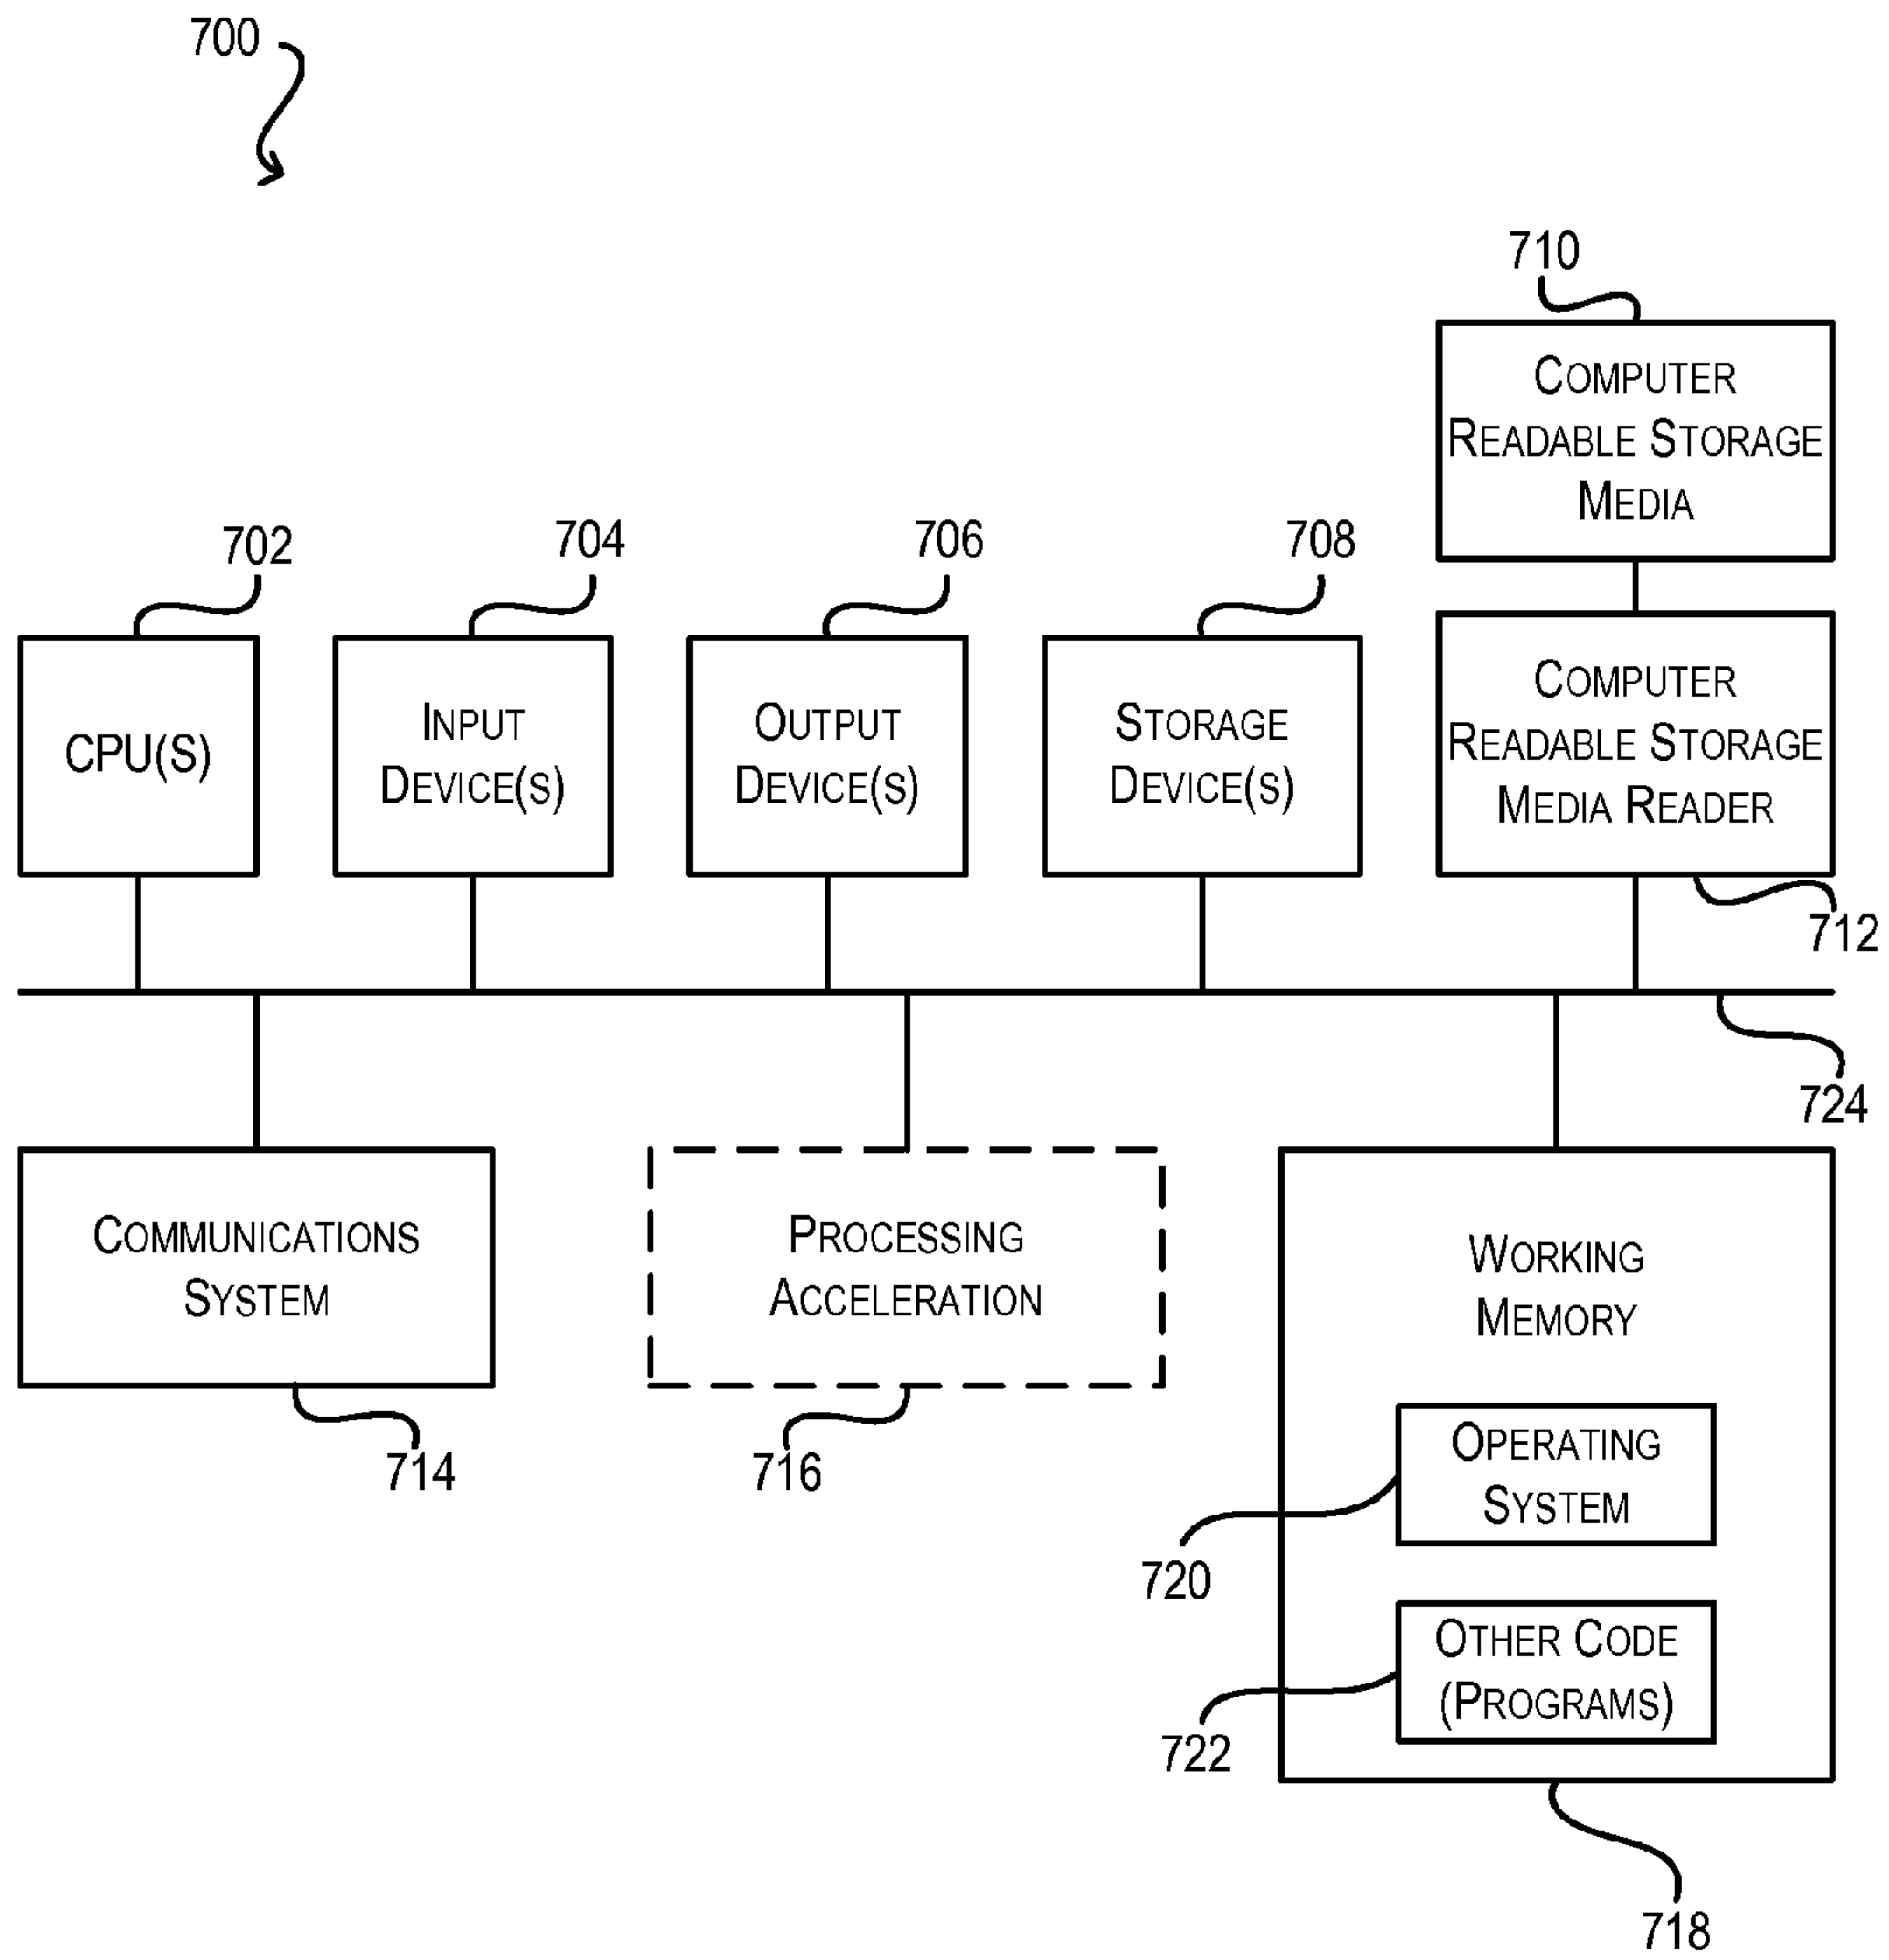 700
710
COMPUTER
READABLE STORAGE
MEDIA
702
704
706
708
CPU(S)
INPUT
DEVICE(S)
OUTPUT
DEVICE(S)
STORAGE
DEVICE(S)
COMPUTER
READABLE STORAGE
MEDIA READER
712
724
COMMUNICATIONS
SYSTEM
714
PROCESSING
ACCELERATION
716
WORKING
MEMORY
OPERATING
SYSTEM
720
OTHER CODE
(PROGRAMS)
722
718